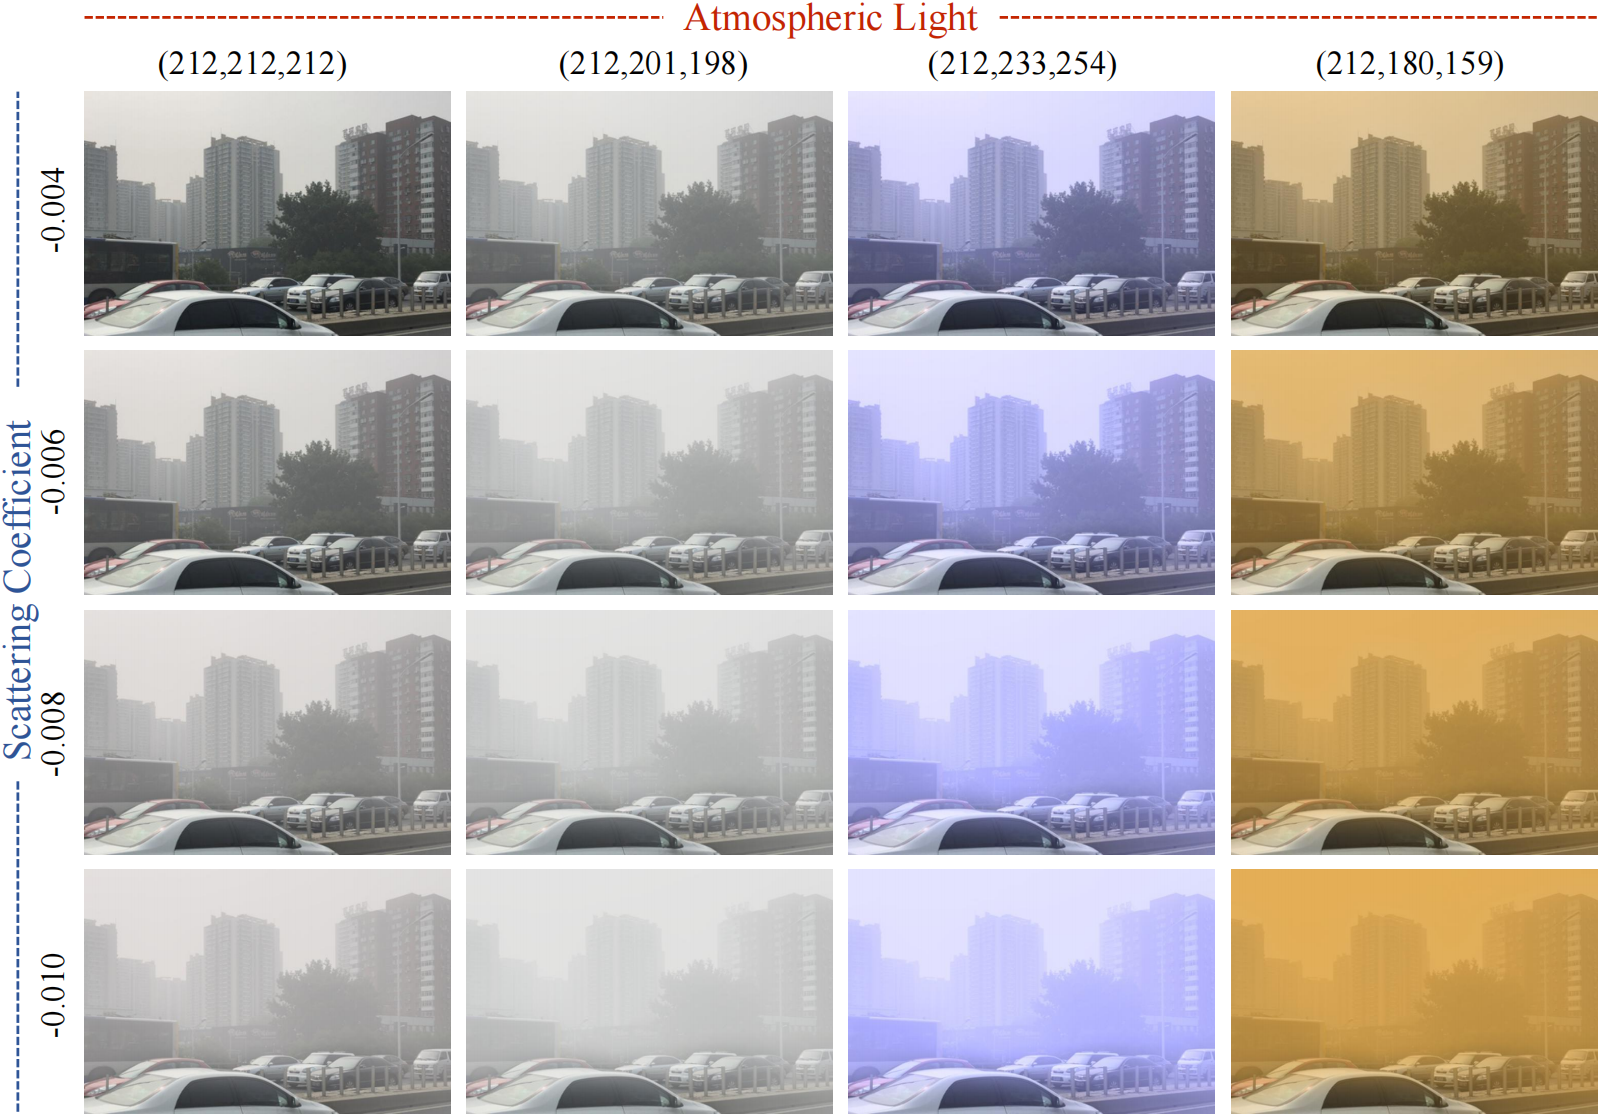 Atmospheric Light
(212,212,212) (212,201,198) (212,233,254) (212,180,159)
Scattering Coefficient
-0.004
-0.006
-0.008
-0.010